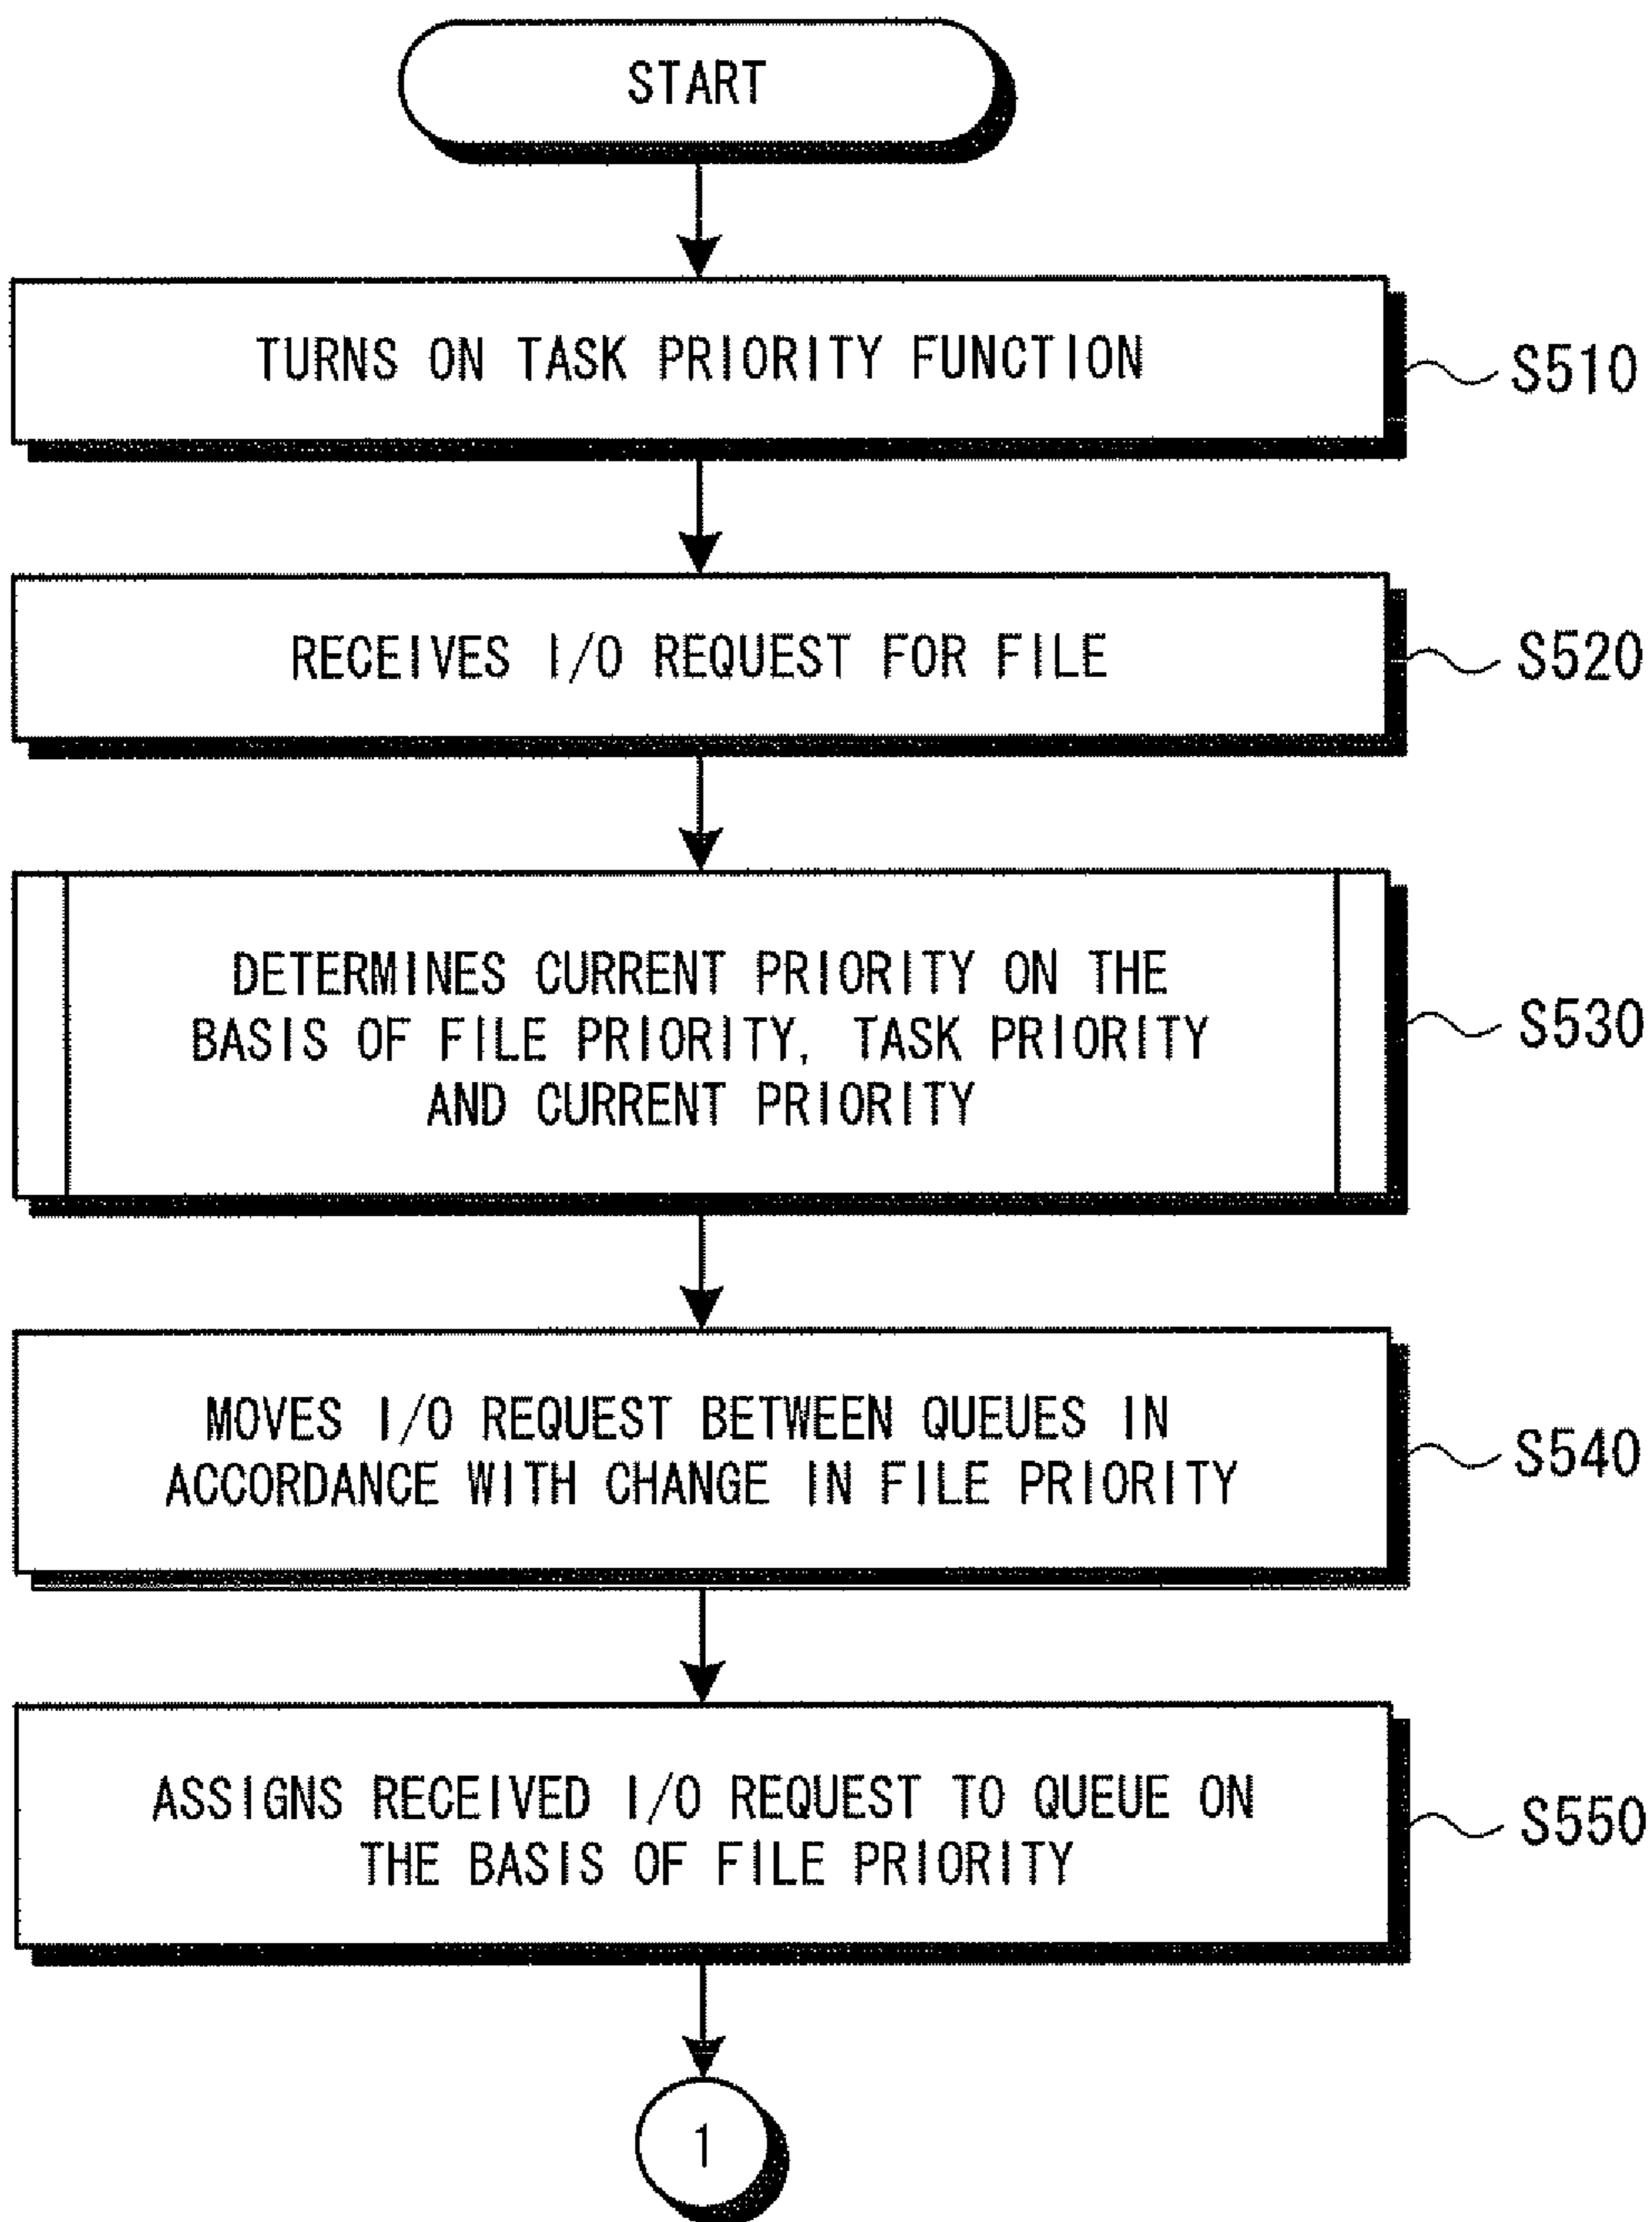 START
TURNS ON TASK PRIORITY FUNCTION
S510
RECEIVES I/O REQUEST FOR FILE
S520
DETERMINES CURRENT PRIORITY ON THE
BASIS OF FILE PRIORITY, TASK PRIORITY
AND CURRENT PRIORITY
S530
MOVES I/O REQUEST BETWEEN QUEUES IN
ACCORDANCE WITH CHANGE IN FILE PRIORITY
S540
ASSIGNS RECEIVED I/O REQUEST TO QUEUE ON
THE BASIS OF FILE PRIORITY
S550
1